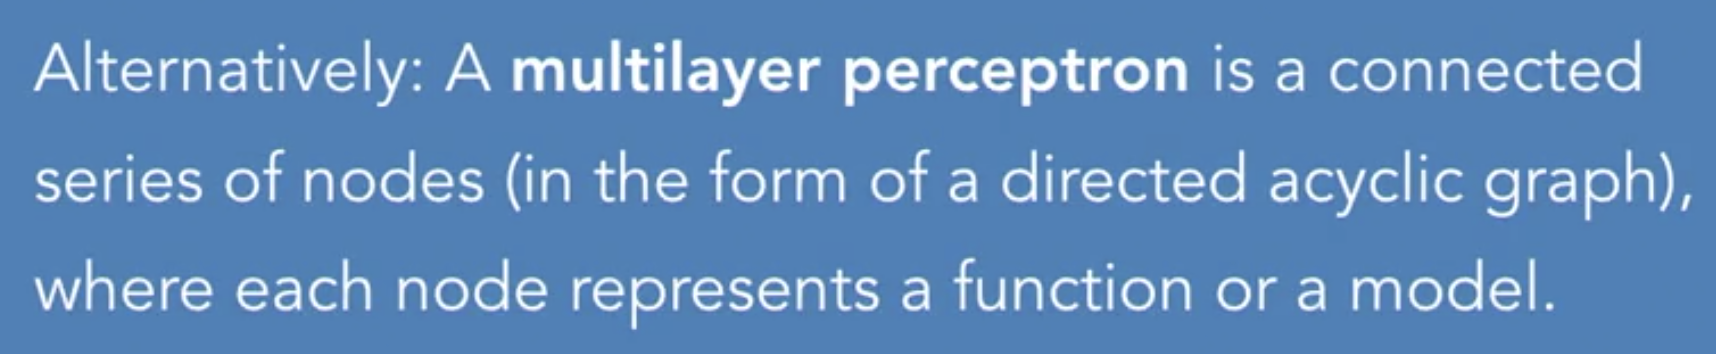 Alternatively: A multilayer perceptron is a connected
series of nodes (in the form of a directed acyclic graph),
where each node represents a function or a model.